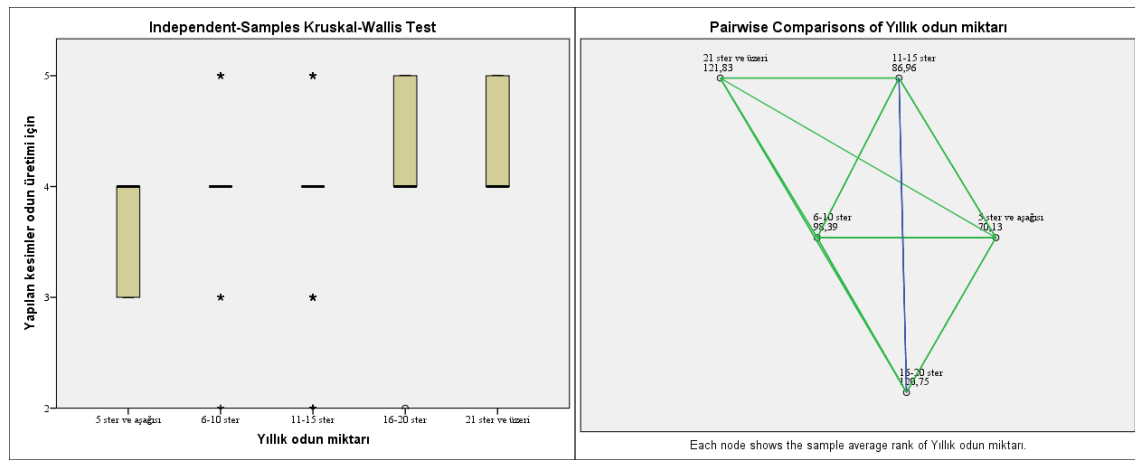 Independent-Samples Kruskal-Wallis Test
Yapılan kesimler odun üretimi için
5
4
3
2
5 ster ve aşağısı
6-10 ster
11-15 ster
16-20 ster
21 ster ve üzeri
Yıllık odun miktarı
Pairwise Comparisons of Yıllık odun miktarı
21 ster ve üzeri
121,83
11-15 ster
86,96
6-10 ster
98,39
5 ster ve aşağısı
70,13
16-20 ster
120,75
Each node shows the sample average rank of Yıllık odun miktarı.